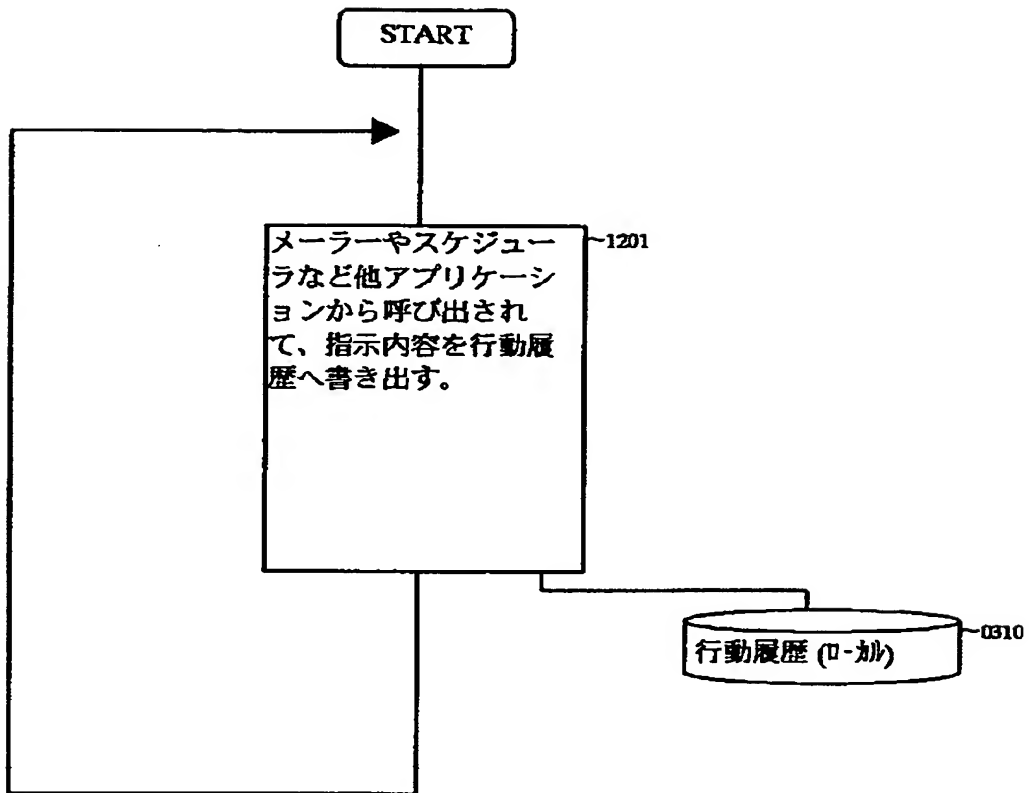 START
メーラーやスケジュー
ラなど他アプリケーシ
ョンから呼び出され
て、指示内容を行動履
歴へ書き出す。
1201
行動履歴 (ﾛｰｶﾙ)
0310